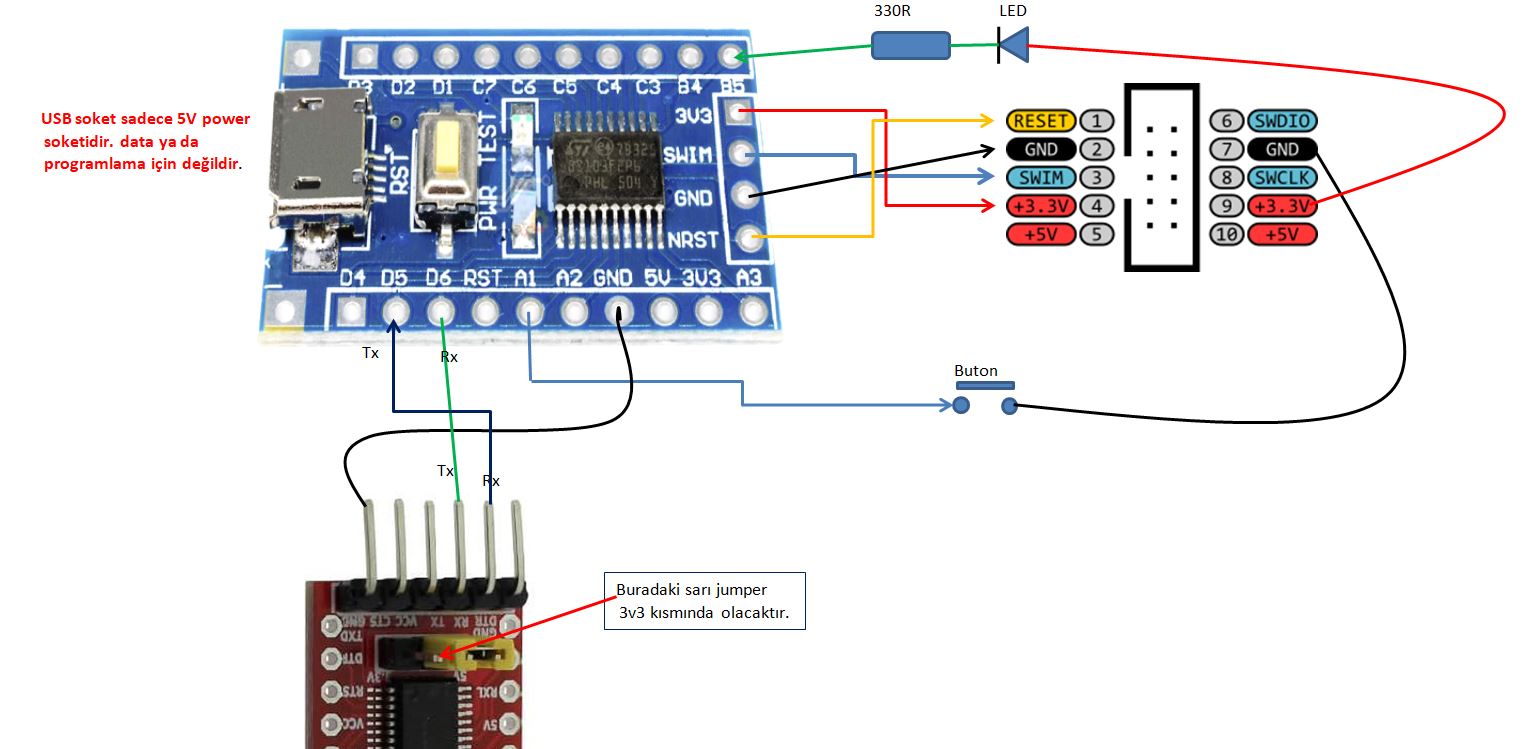 330R
LED
D3 D2 D1 C7 C6 C5 C4 C3 B4 B5
USB soket sadece 5V power
soketidir. data ya da
programlama için değildir.
RST
TEST
PWR
3V3
SWIM
GND
NRST
RESET 1
GND 2
SWIM 3
+3.3V 4
+5V 5
6 SWDIO
7 GND
8 SWCLK
9 +3.3V
10 +5V
D4 D5 D6 RST A1 A2 GND 5V 3V3 A3
Tx
Rx
Buton
Tx
Rx
Buradaki sarı jumper
3v3 kısmında olacaktır.
GND CTS VCC TX RX DTR
TXD
GND
DTR
5V
RTS
RXL
VCC
5V